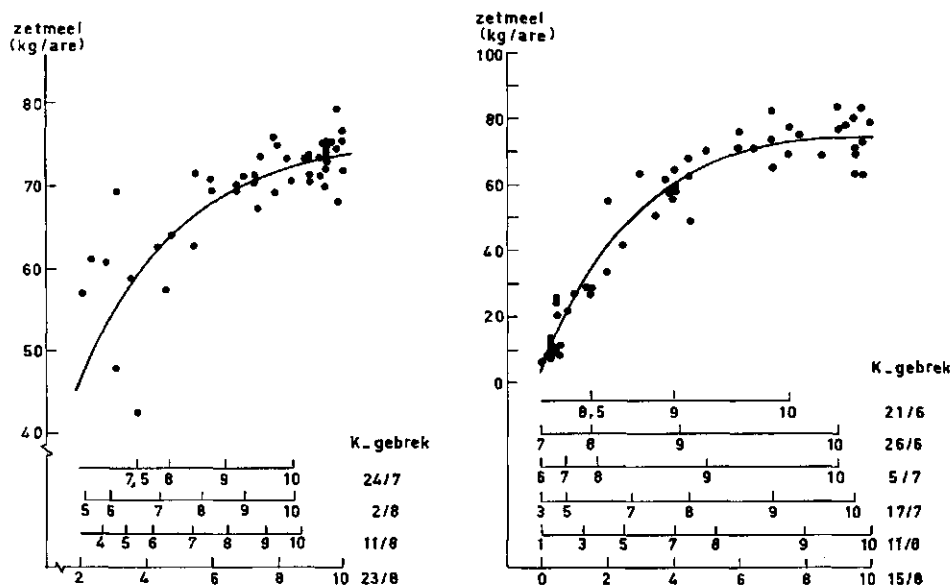 zetmeel
(kg/are)
80
70
60
50
40
K_gebrek
7,5 8 9 10 24/7
5 6 7 8 9 10 2/8
4 5 6 7 8 9 10 11/8
2 4 6 8 10 23/8
zetmeel
(kg/are)
100
80
60
40
20
0
K_gebrek
8,5 9 10 21/6
7 8 9 10 26/6
6 7 8 9 10 5/7
3 5 7 8 9 10 17/7
1 3 5 7 8 9 10 11/8
0 2 4 6 8 10 15/8